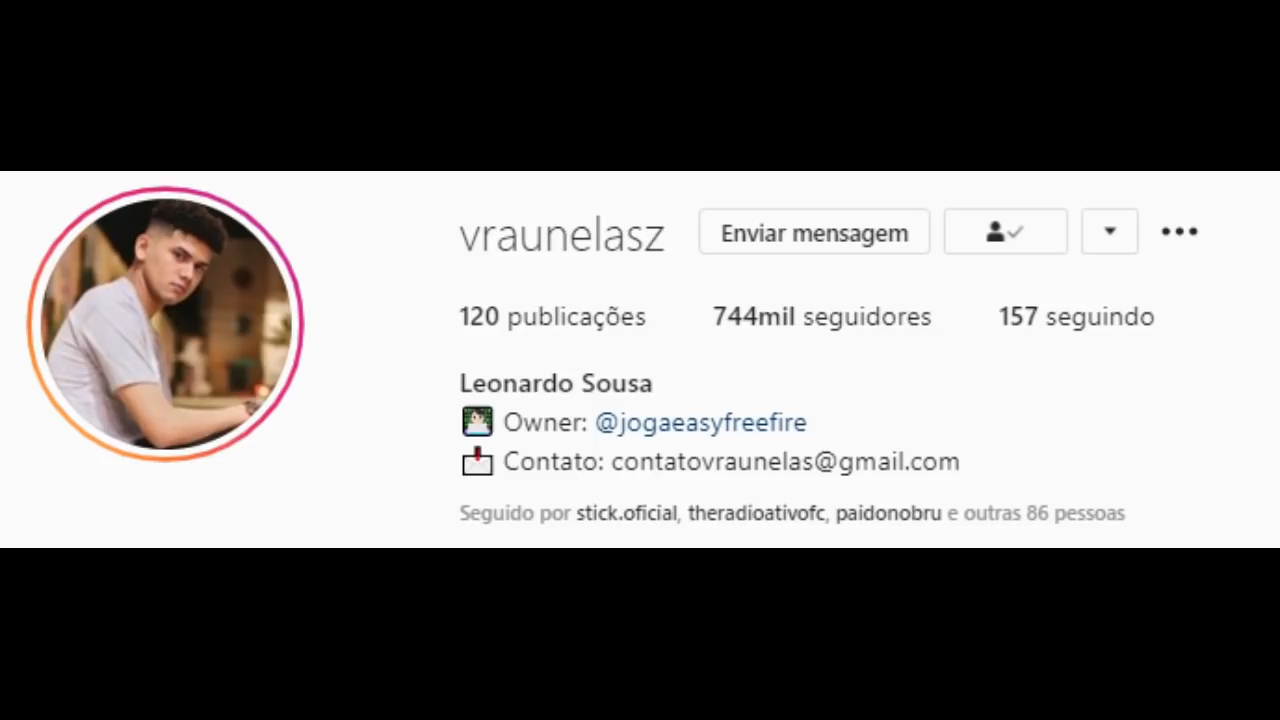 vraunelasz Enviar mensagem
120 publicações 744mil seguidores 157 seguindo
Leonardo Sousa
Owner: @jogaeasyfreefire
Contato: contatovraunelas@gmail.com
Seguido por stick.oficial, theradioativofc, paidonobru e outras 86 pessoas